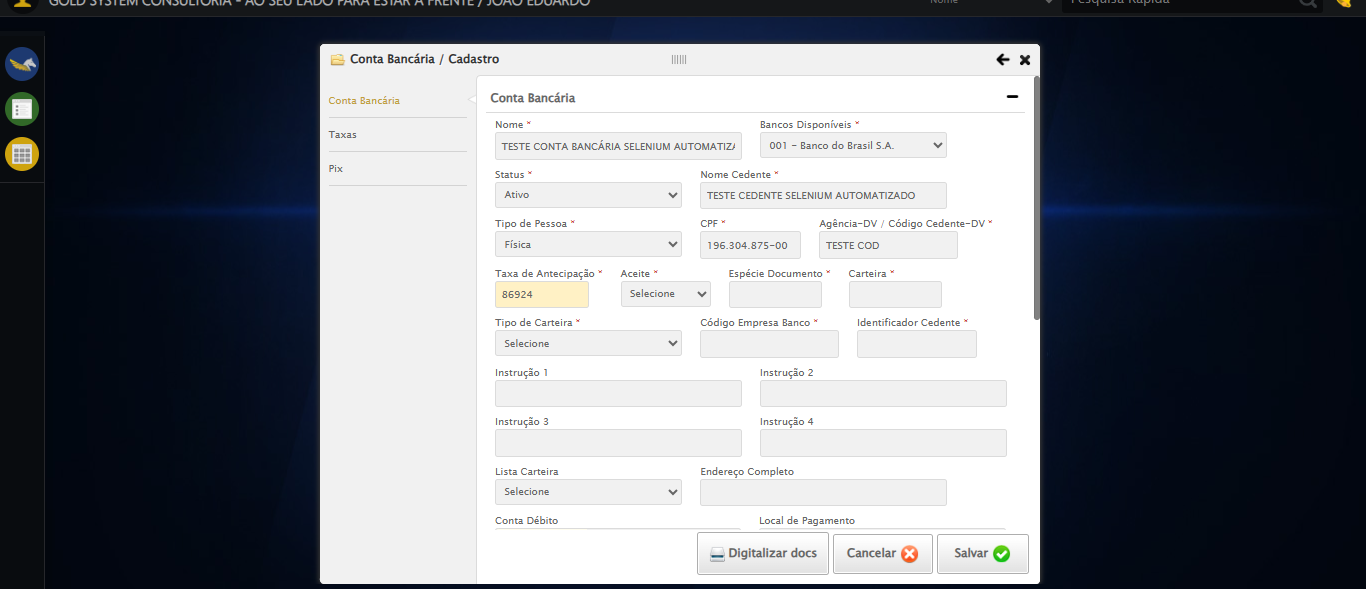 GOLD SYSTEM CONSULTORIA - AO SEU LADO PARA ESTAR À FRENTE / JOÃO EDUARDO
Nome
Pesquisa Rápida
Conta Bancária / Cadastro
Conta Bancária
Taxas
Pix
Conta Bancária
Nome *
Bancos Disponíveis *
TESTE CONTA BANCÁRIA SELENIUM AUTOMATIZA
001 - Banco do Brasil S.A.
Status *
Nome Cedente *
Ativo
TESTE CEDENTE SELENIUM AUTOMATIZADO
Tipo de Pessoa *
CPF *
Agência-DV / Código Cedente-DV *
Física
196.304.875-00
TESTE COD
Taxa de Antecipação *
Aceite *
Espécie Documento *
Carteira *
86924
Selecione
Tipo de Carteira *
Código Empresa Banco *
Identificador Cedente *
Selecione
Instrução 1
Instrução 2
Instrução 3
Instrução 4
Lista Carteira
Endereço Completo
Selecione
Conta Débito
Local de Pagamento
Digitalizar docs
Cancelar
Salvar